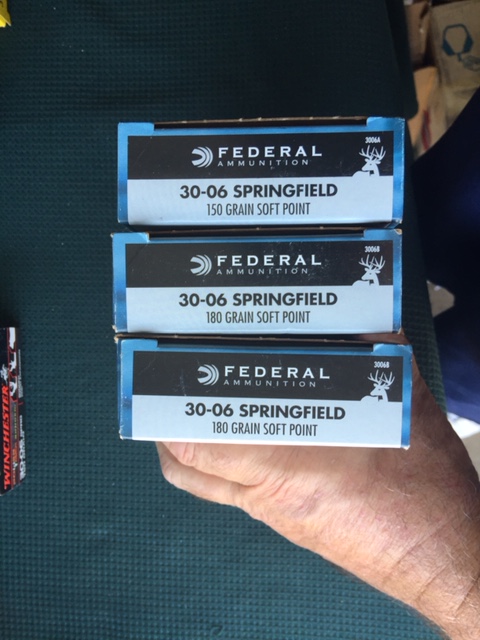 FEDERAL
AMMUNITION
3006A
30-06 SPRINGFIELD
150 GRAIN SOFT POINT
FEDERAL
AMMUNITION
3006B
30-06 SPRINGFIELD
180 GRAIN SOFT POINT
FEDERAL
AMMUNITION
3006B
30-06 SPRINGFIELD
180 GRAIN SOFT POINT
WINCHESTER